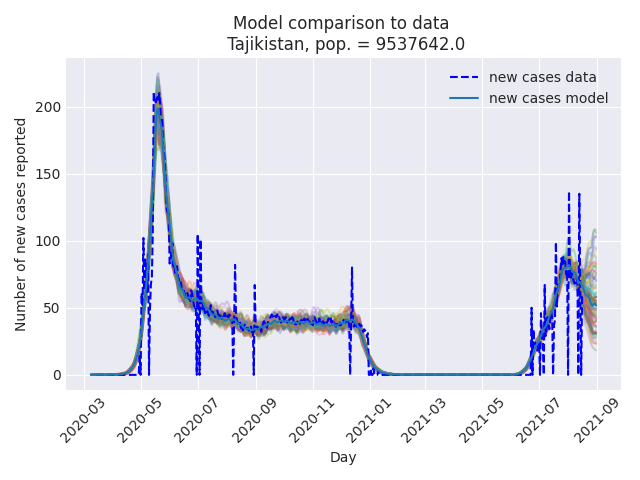 Model comparison to data
Tajikistan, pop. = 9537642.0
new cases data
new cases model
Number of new cases reported
200
150
100
50
0
2020-03
2020-05
2020-07
2020-09
2020-11
2021-01
2021-03
2021-05
2021-07
2021-09
Day